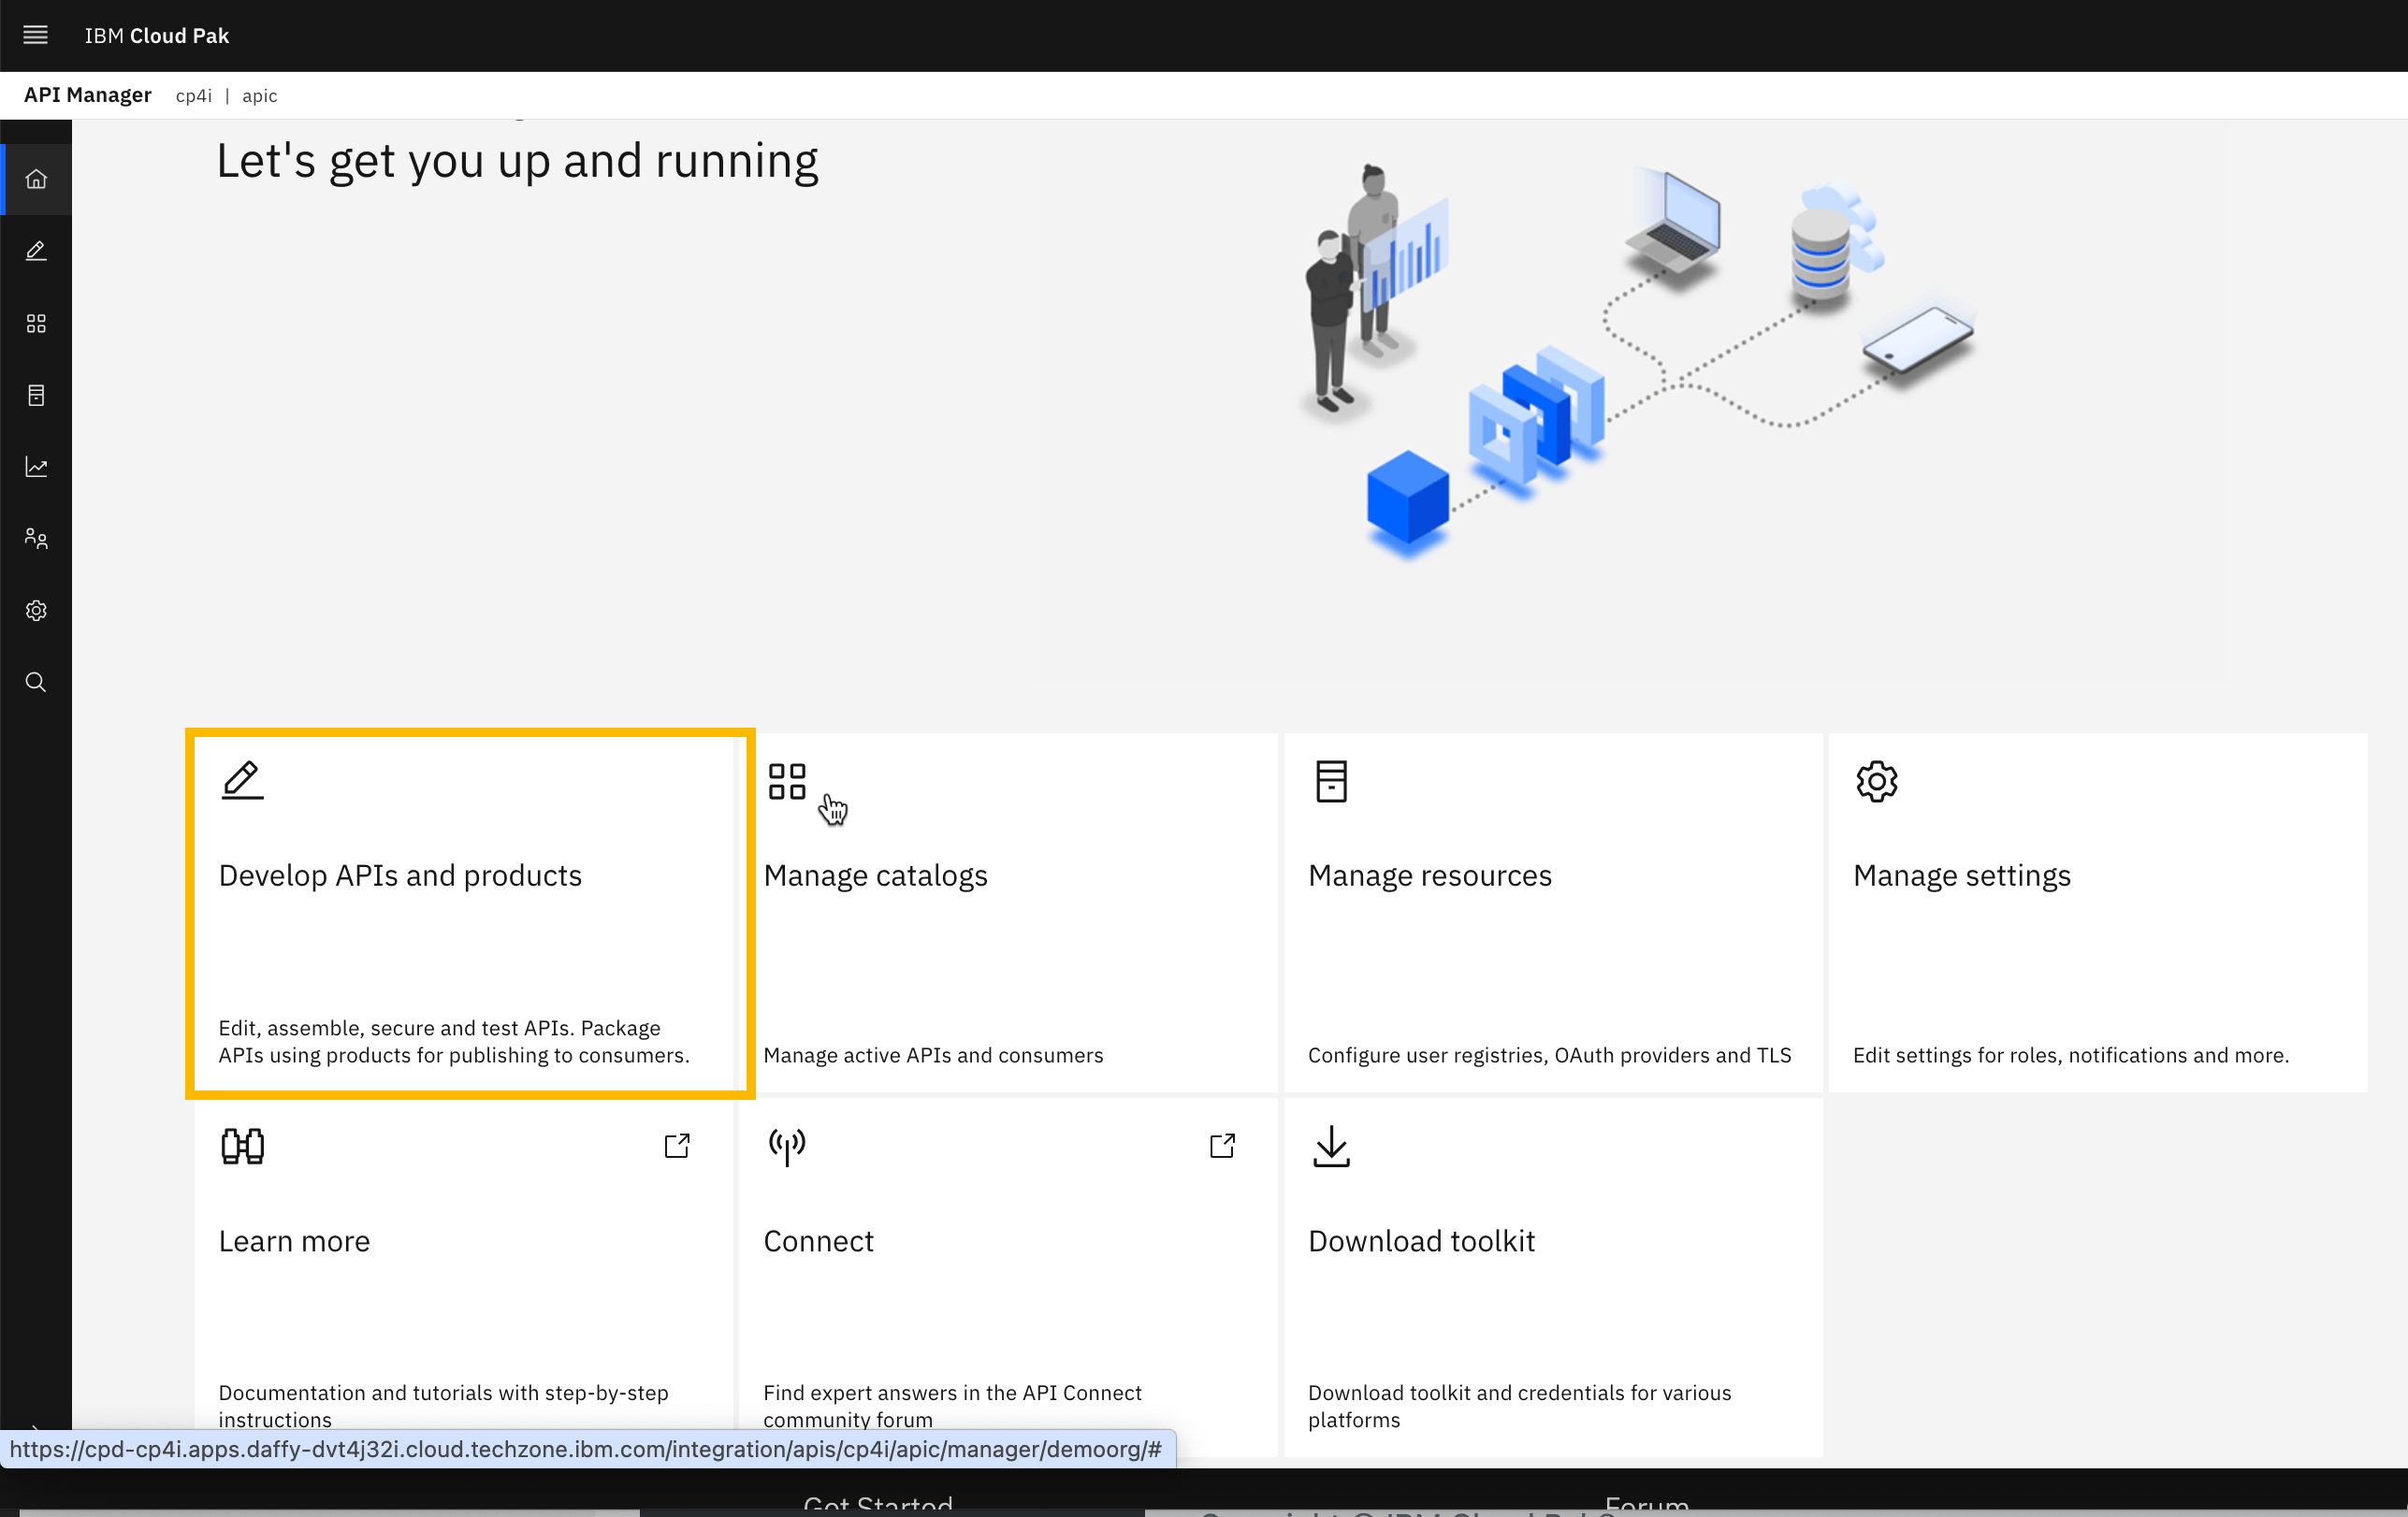 IBM Cloud Pak
API Manager cp4i | apic
Let's get you up and running
Develop APIs and products
Edit, assemble, secure and test APIs. Package
APIs using products for publishing to consumers.
Manage catalogs
Manage active APIs and consumers
Manage resources
Configure user registries, OAuth providers and TLS
Manage settings
Edit settings for roles, notifications and more.
Learn more
Documentation and tutorials with step-by-step
instructions
Connect
Find expert answers in the API Connect
community forum
Download toolkit
Download toolkit and credentials for various
platforms
https://cpd-cp4i.apps.daffy-dvt4j32i.cloud.techzone.ibm.com/integration/apis/cp4i/apic/manager/demoorg/#
Get Started
Forum